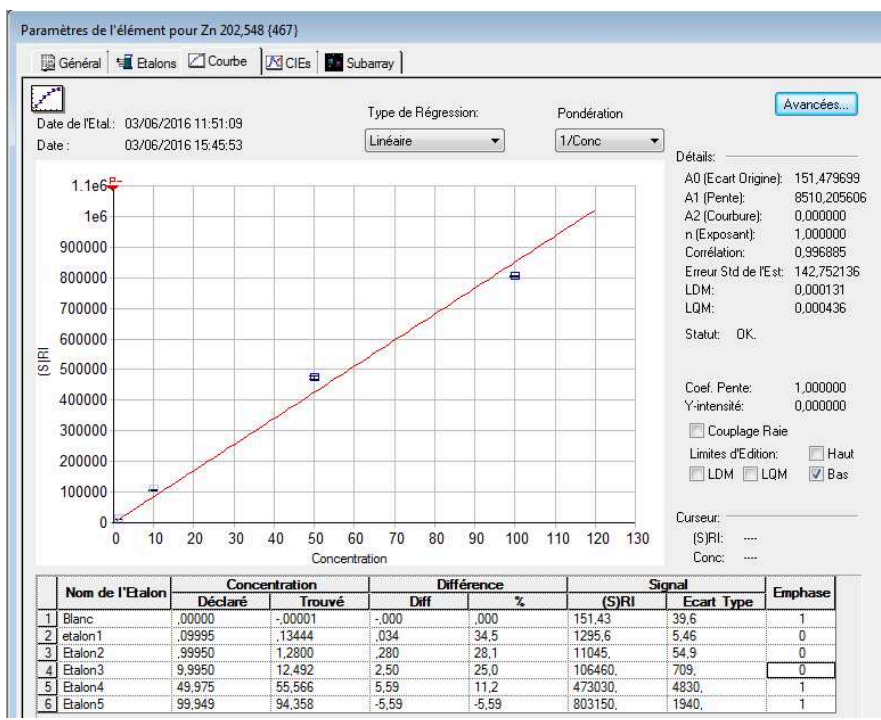 Paramètres de l'élément pour Zn 202,548 {467}
Général Etalons Courbe CIEs Subarray
Date de l'Etal.: 03/06/2016 11:51:09
Date : 03/06/2016 15:45:53
Type de Régression:
Linéaire
Pondération
1/Conc
Avancées...
Détails:
A0 (Ecart Origine): 151,479699
A1 (Pente): 8510,205606
A2 (Courbure): 0,000000
n (Exposant): 1,000000
Corrélation: 0,996885
Erreur Std de l'Est: 142,752136
LDM: 0,000131
LQM: 0,000436
Statut: OK.
Coef. Pente: 1,000000
Y-intensité: 0,000000
Couplage Raie
Limites d'Edition: Haut
LDM LQM Bas
Curseur:
(S)RI: ----
Conc: ----
1.1e6
1e6
900000
800000
700000
600000
500000
400000
300000
200000
100000
0
(S)RI
0 10 20 30 40 50 60 70 80 90 100 110 120 130
Concentration
Nom de l'Etalon Concentration Différence Signal Emphase
Déclaré Trouvé Diff % (S)RI Ecart Type
1 Blanc ,00000 -,00001 -,000 ,000 151,43 39,6 1
2 etalon1 ,09995 ,13444 ,034 34,5 1295,6 5,46 0
3 Etalon2 ,99950 1,2800 ,280 28,1 11045, 54,9 0
4 Etalon3 9,9950 12,492 2,50 25,0 106460, 709, 0
5 Etalon4 49,975 55,566 5,59 11,2 473030, 4830, 1
6 Etalon5 99,949 94,358 -5,59 -5,59 803150, 1940, 1